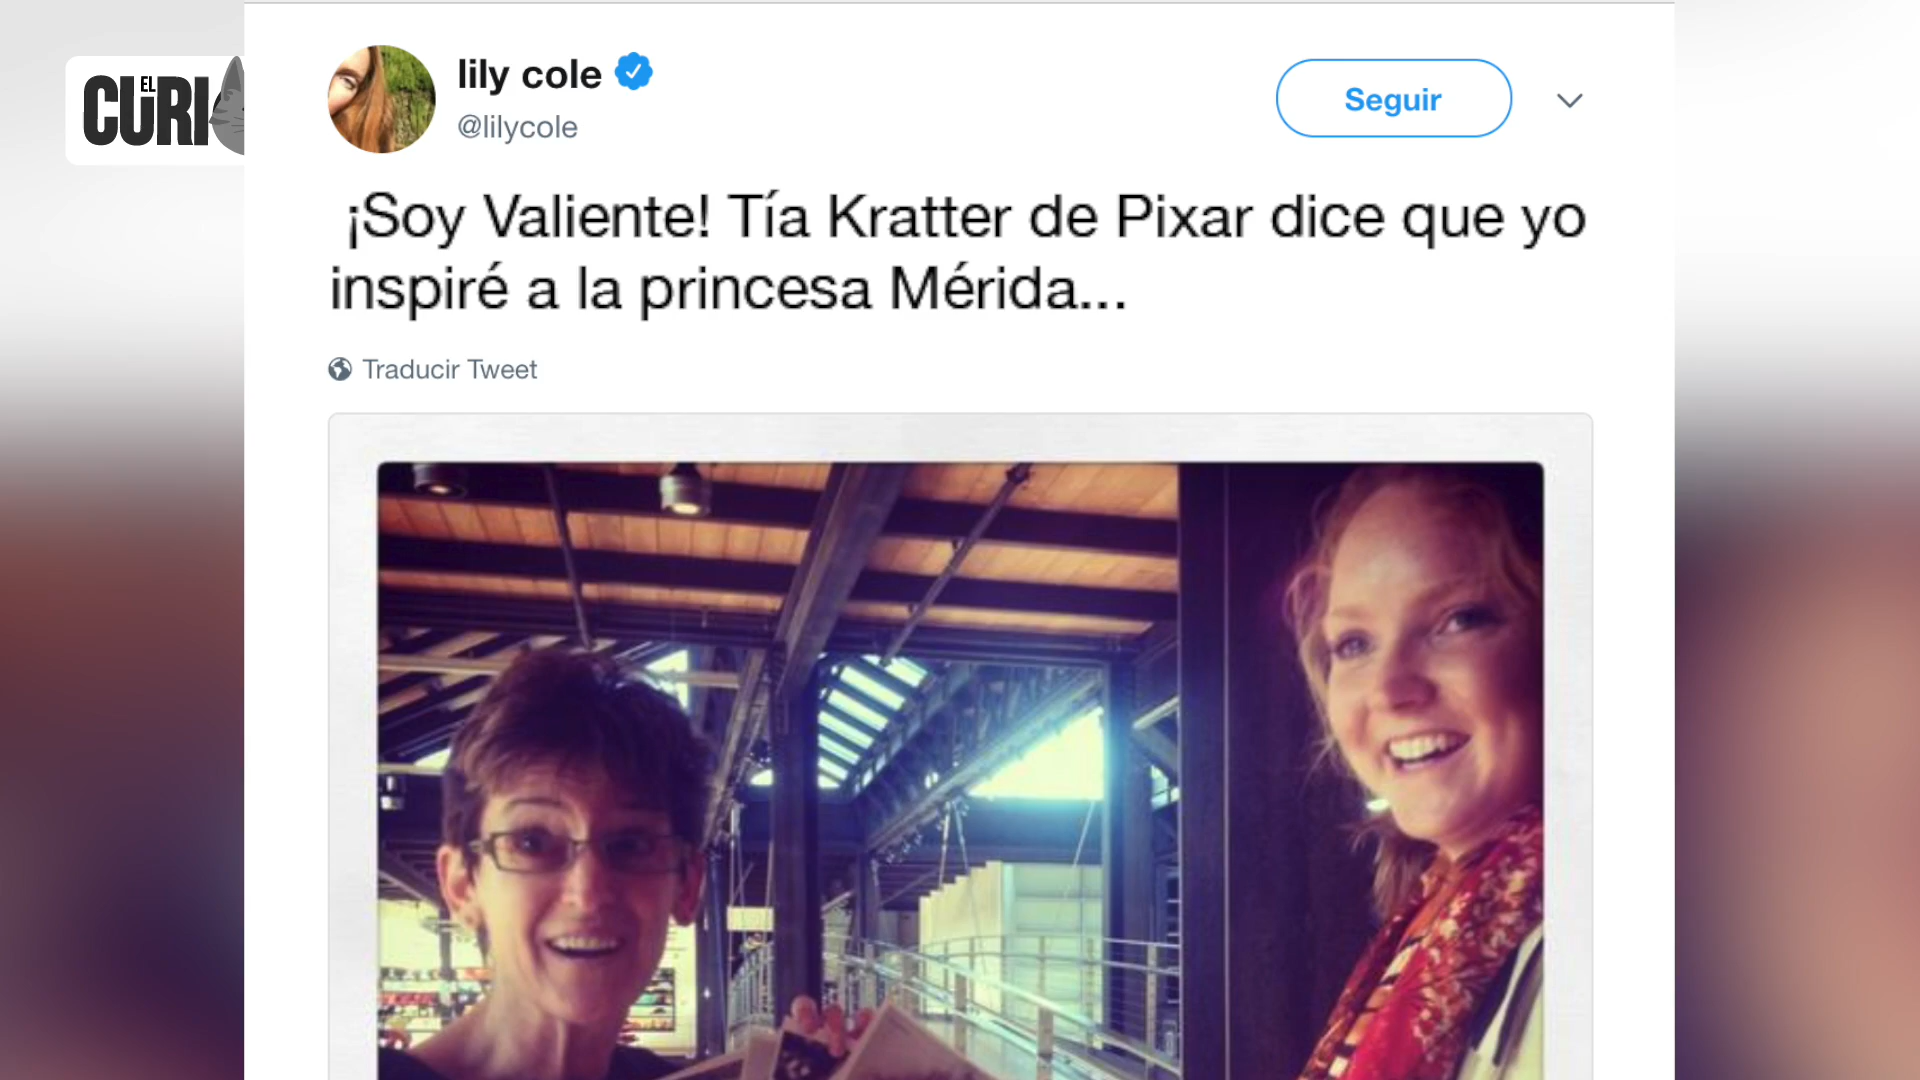 EL
CURI
lily cole
@lilycole
Seguir
¡Soy Valiente! Tía Kratter de Pixar dice que yo
inspiré a la princesa Mérida...
Traducir Tweet